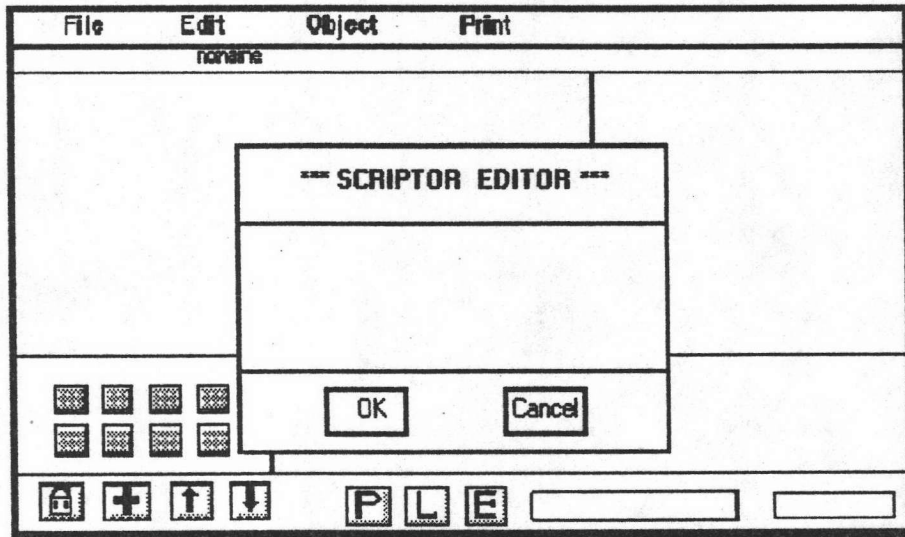 File Edit Object Print
noname
*** SCRIPTOR EDITOR ***
OK Cancel
P L E